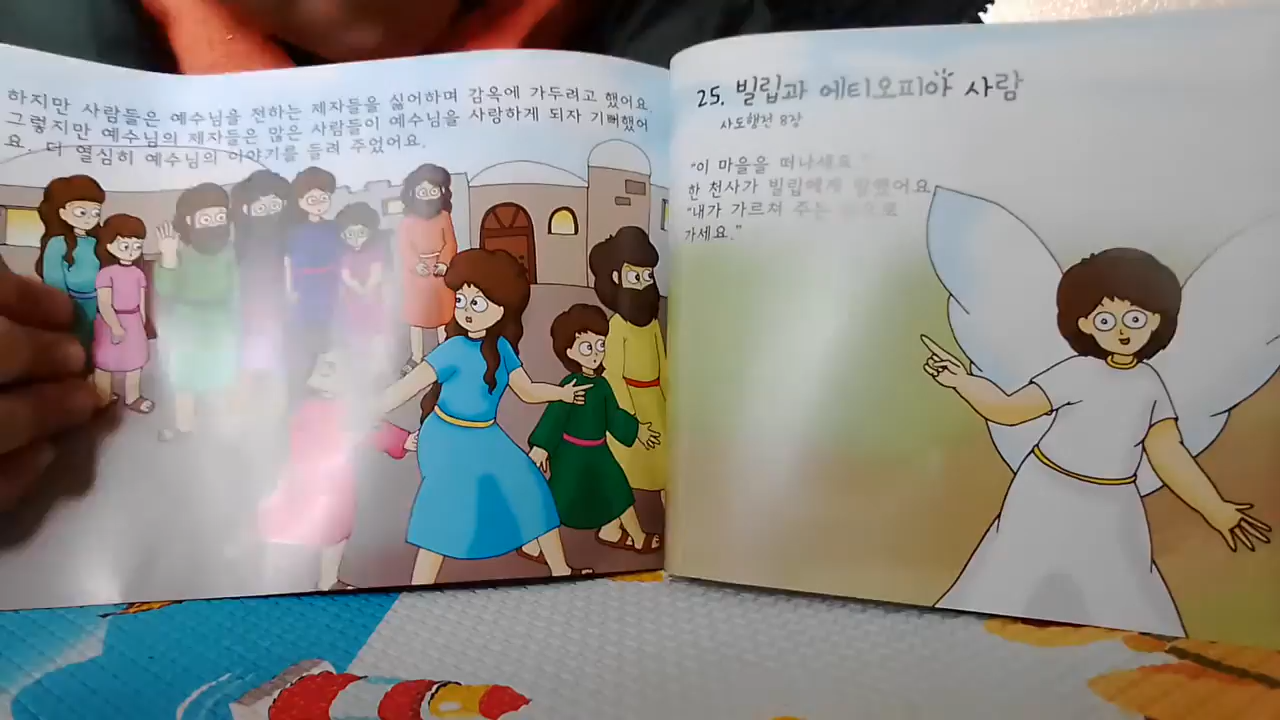 하지만 사람들은 예수님을 전하는 제자들을 싫어하며 감옥에 가두려고 했어요.
그렇지만 예수님의 제자들은 많은 사람들이 예수님을 사랑하게 되자 기뻐했어
요. 더 열심히 예수님의 이야기를 들려 주었어요.
25. 빌립과 에티오피아 사람
사도행전 8장
"이 마을을 떠나세요."
한 천사가 빌립에게 말했어요.
"내가 가르쳐 주는
가세요."